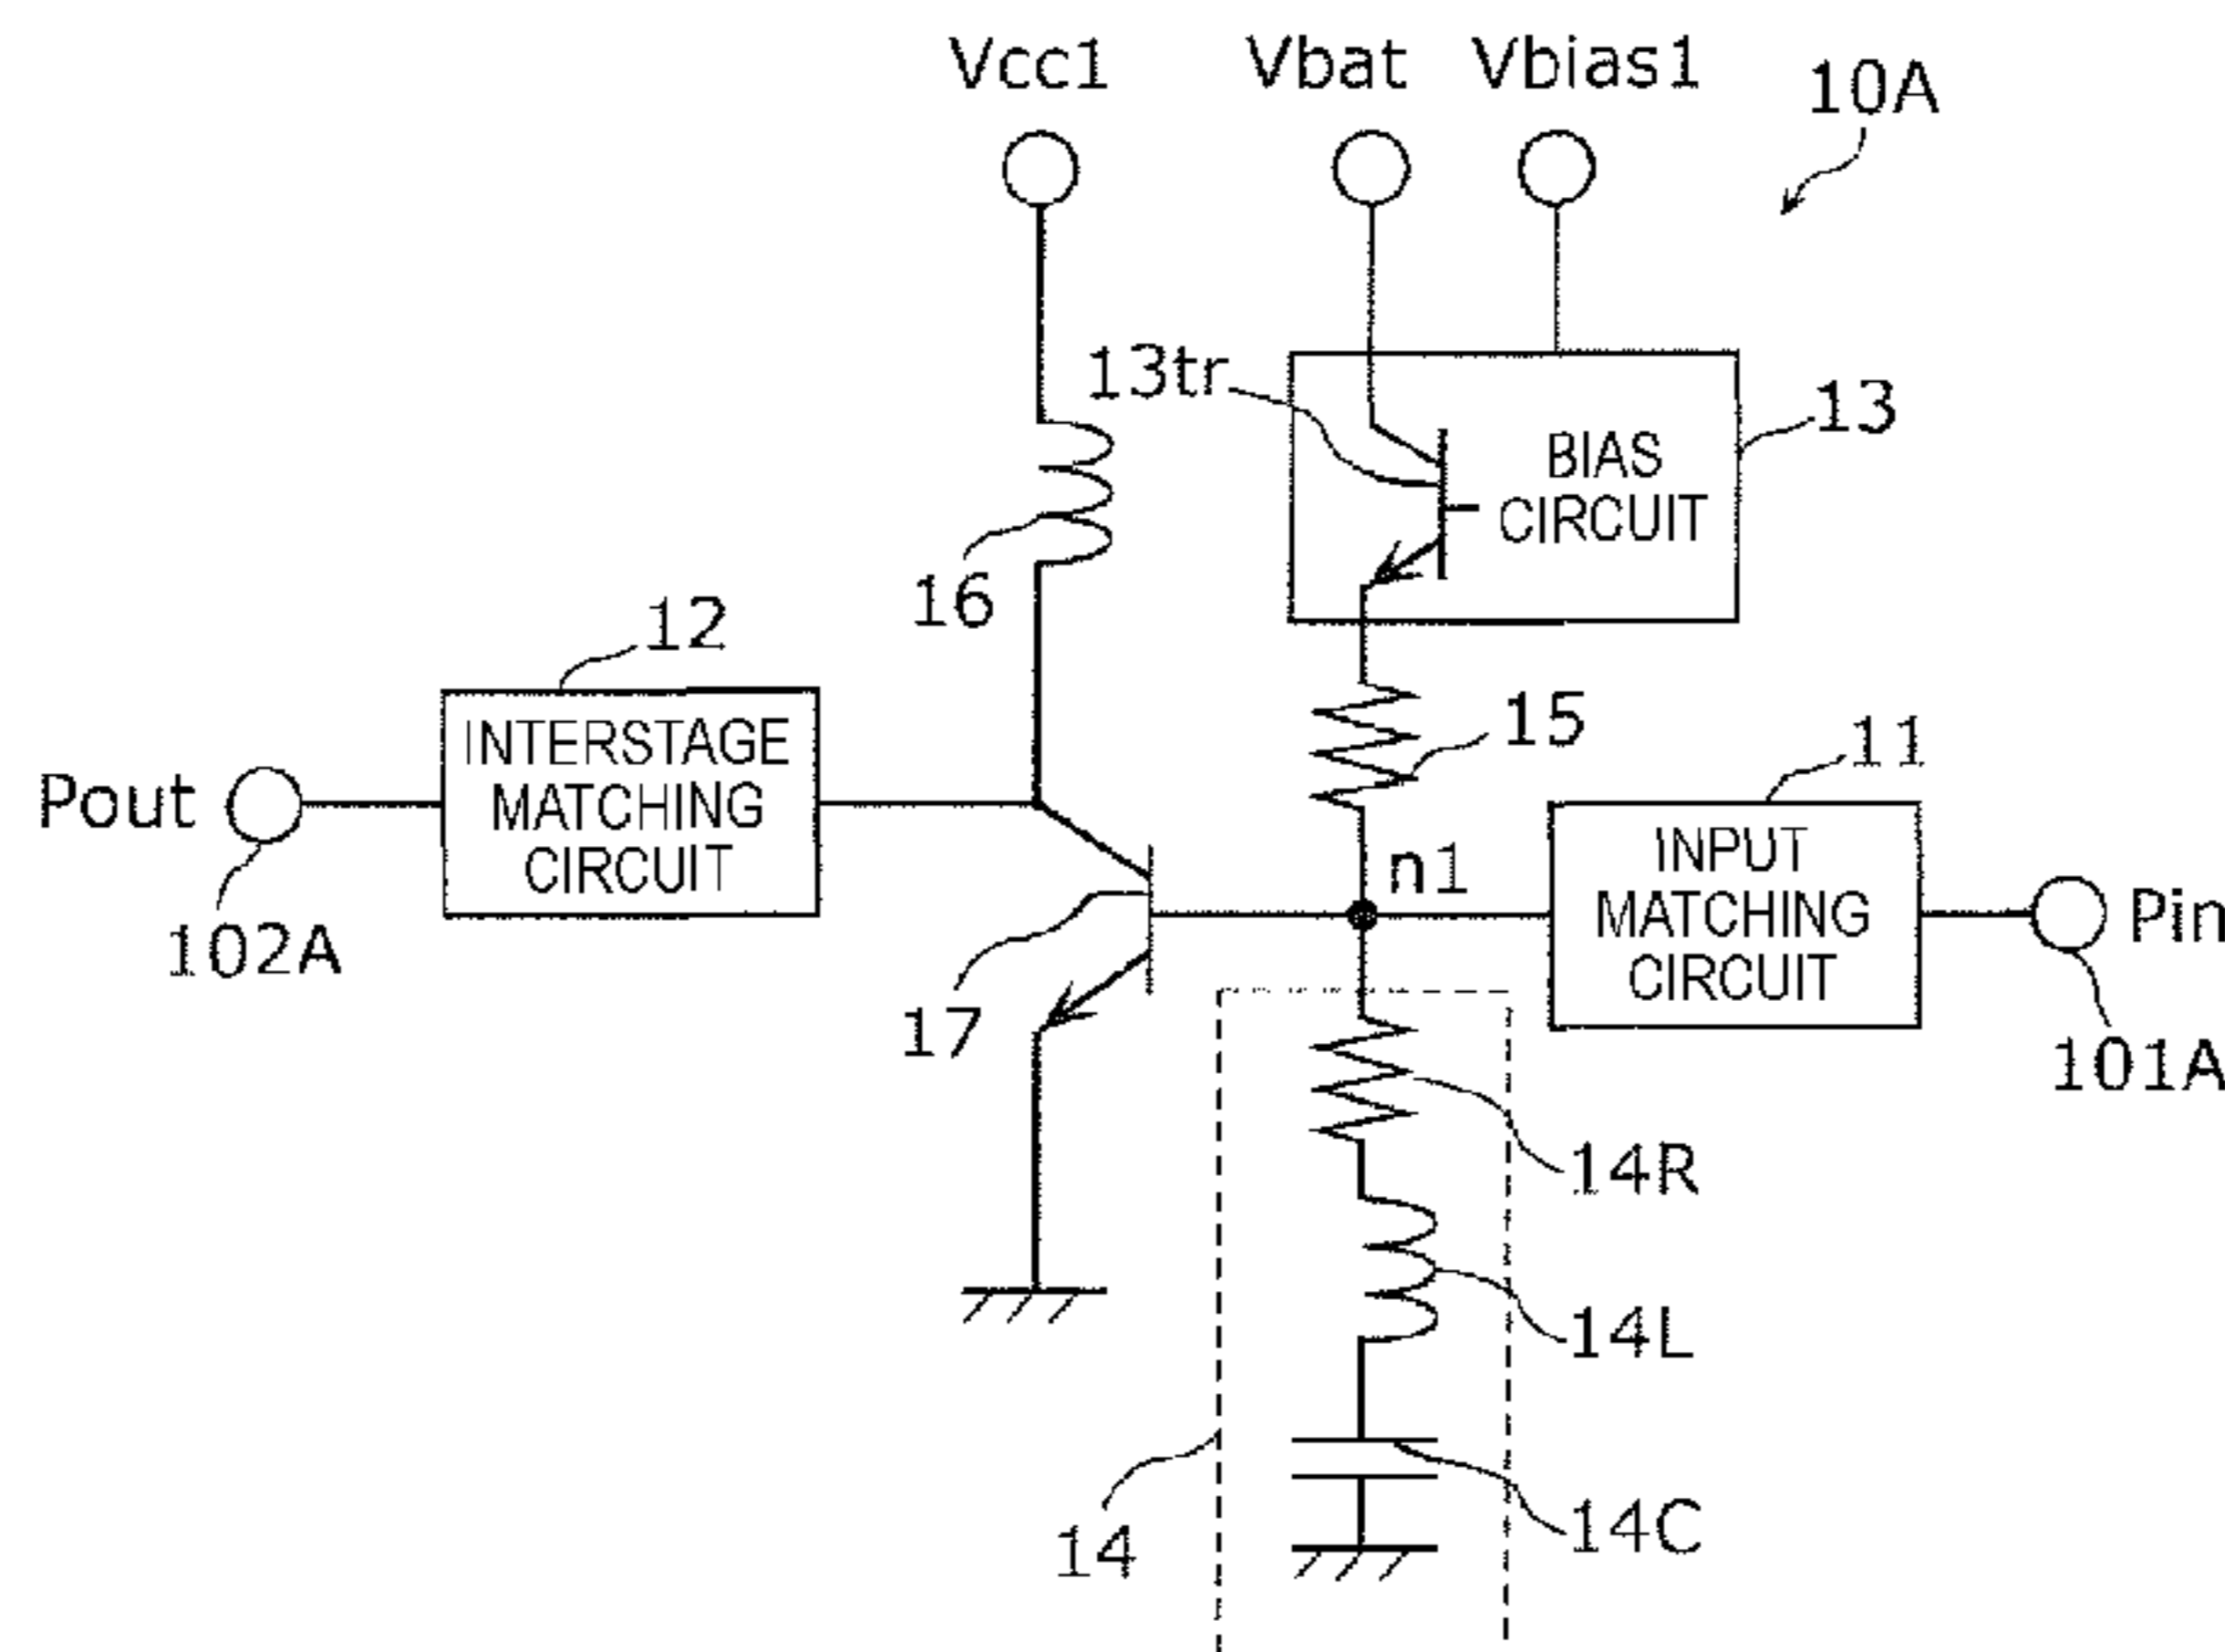 Vcc1
Vbat
Vbias1
10A
13tr
13
BIAS
CIRCUIT
16
12
15
11
INTERSTAGE
MATCHING
CIRCUIT
Pout
n1
INPUT
MATCHING
CIRCUIT
Pin
102A
17
101A
14R
14L
14C
14